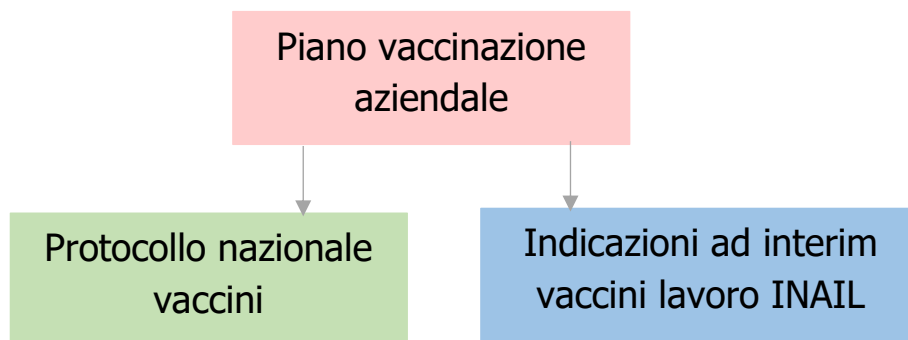 Piano vaccinazione
aziendale
Protocollo nazionale
vaccini
Indicazioni ad interim
vaccini lavoro INAIL